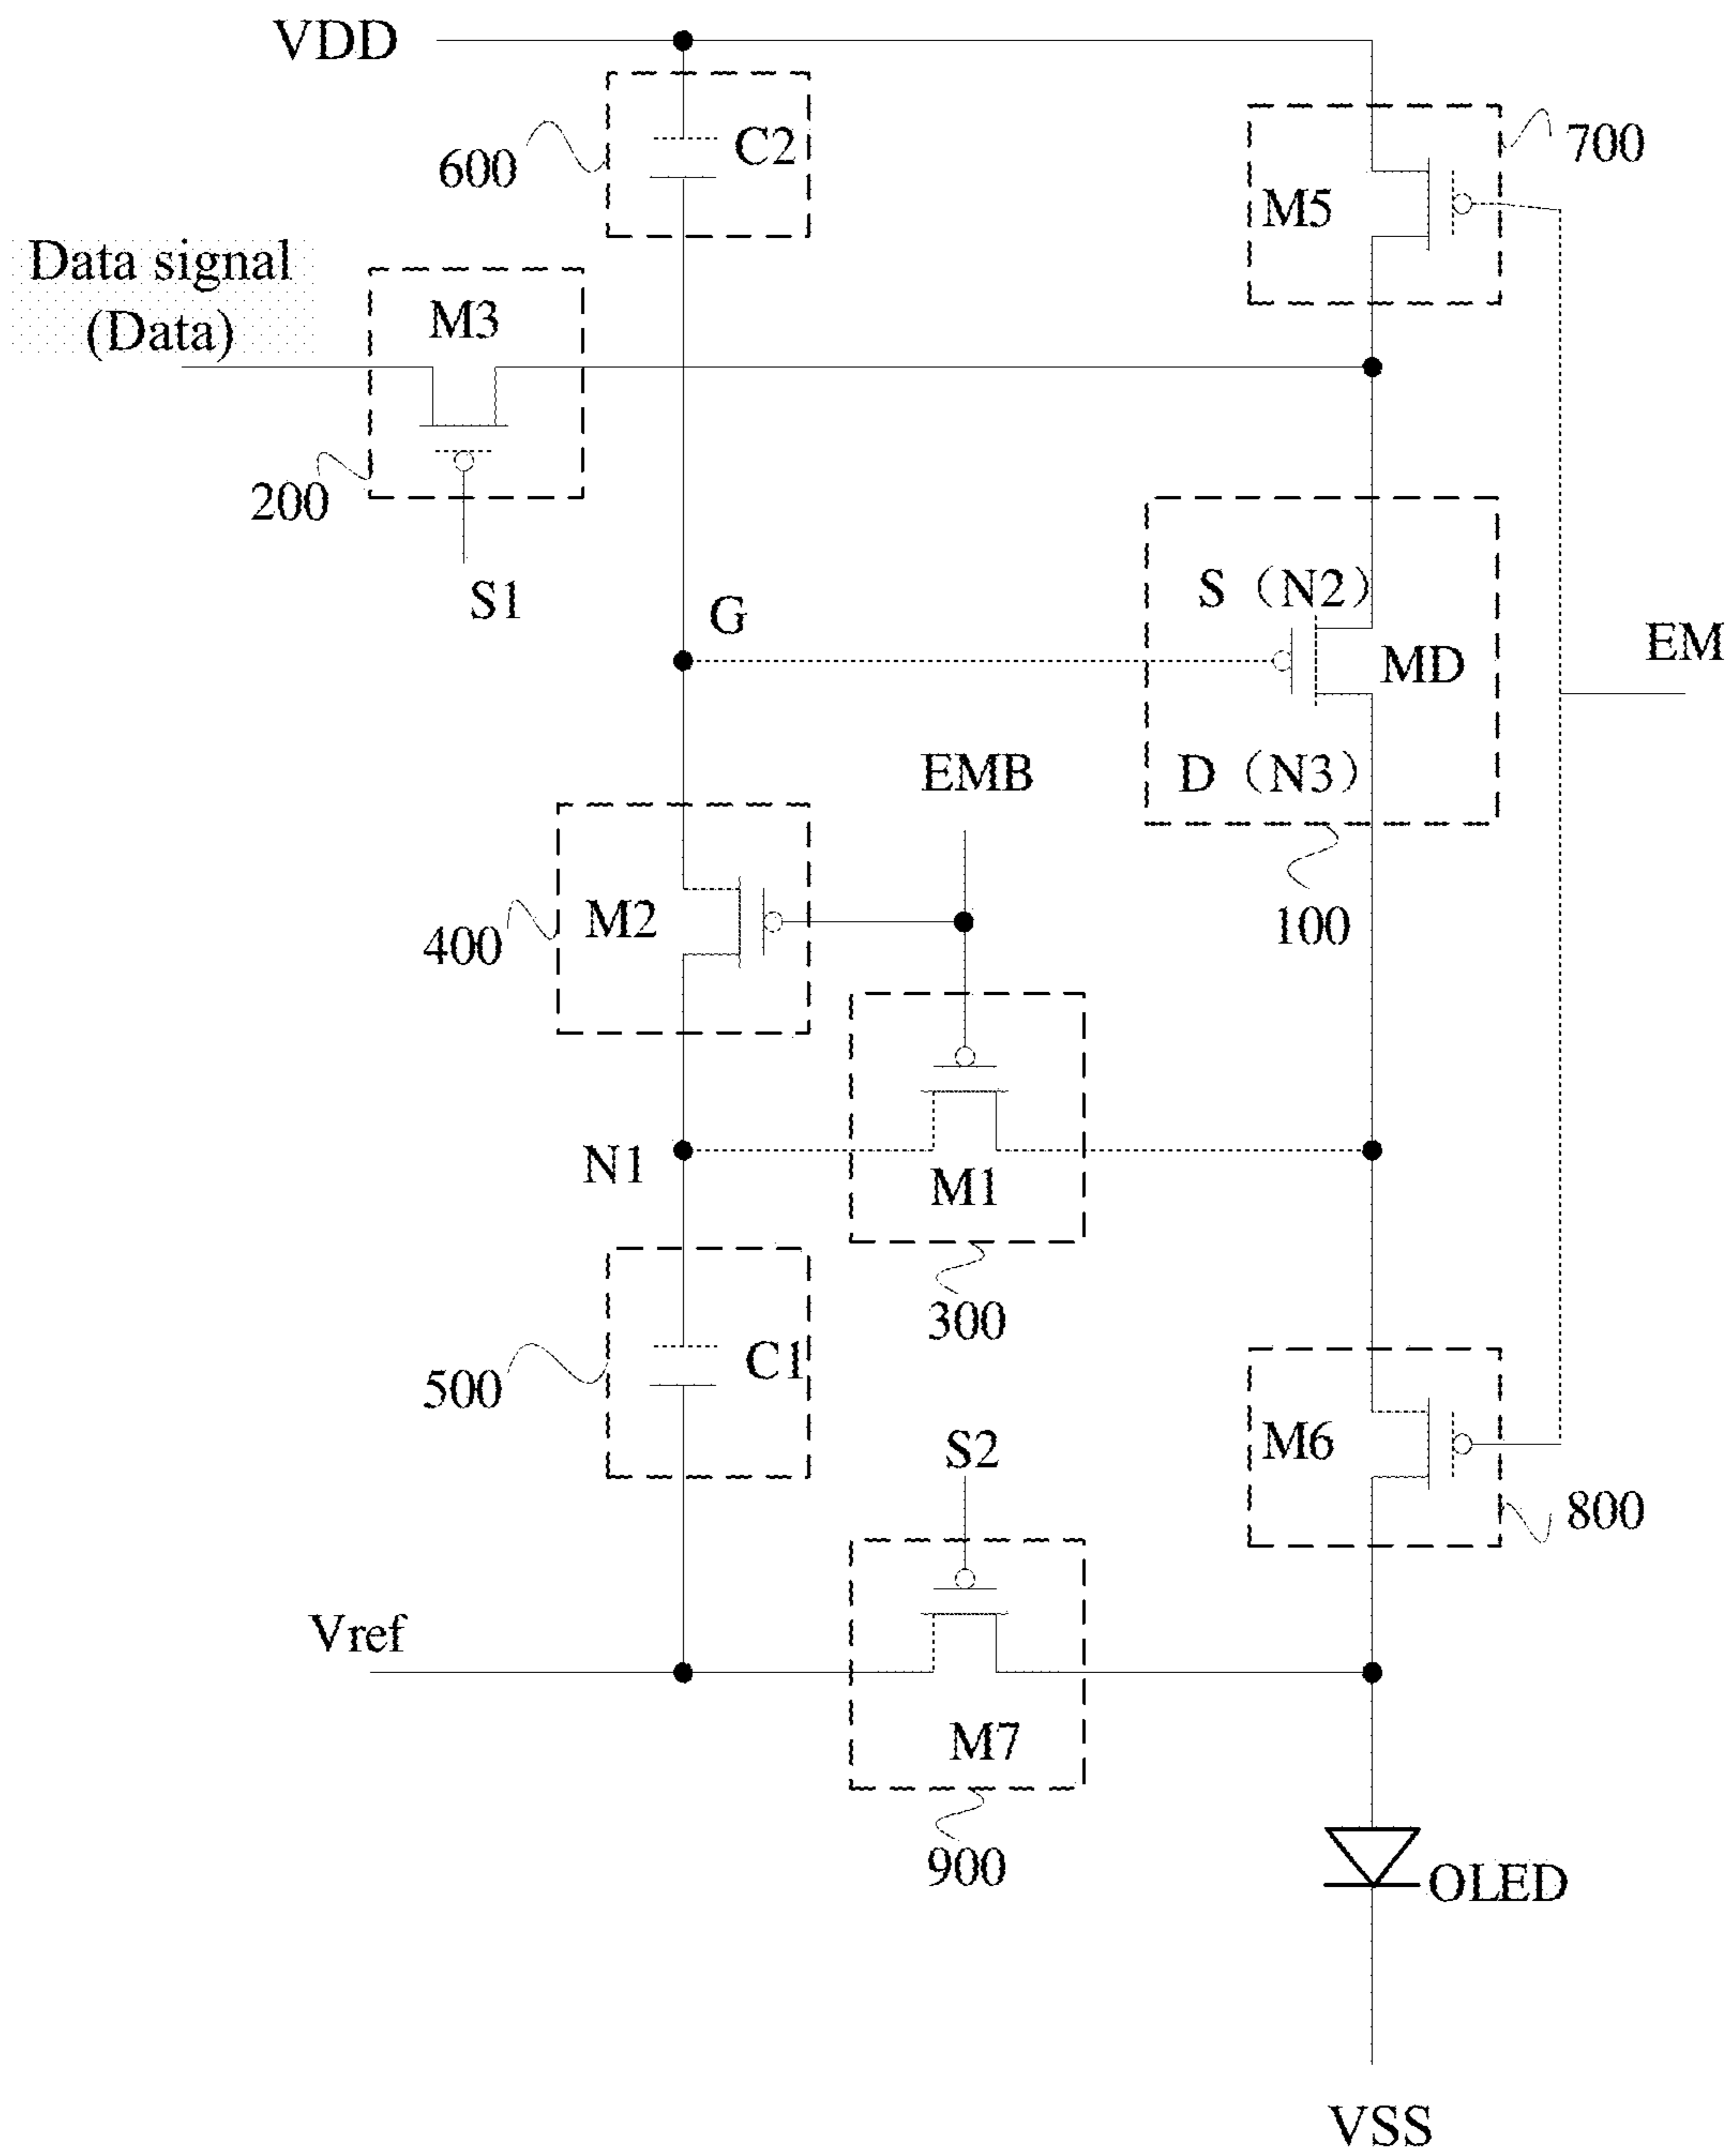 VDD
C2
600
700
M5
Data signal
(Data)
M3
200
S1
G
S（N2）
MD
EM
D（N3）
EMB
100
M2
400
N1
M1
300
C1
500
S2
M6
800
Vref
M7
900
OLED
VSS